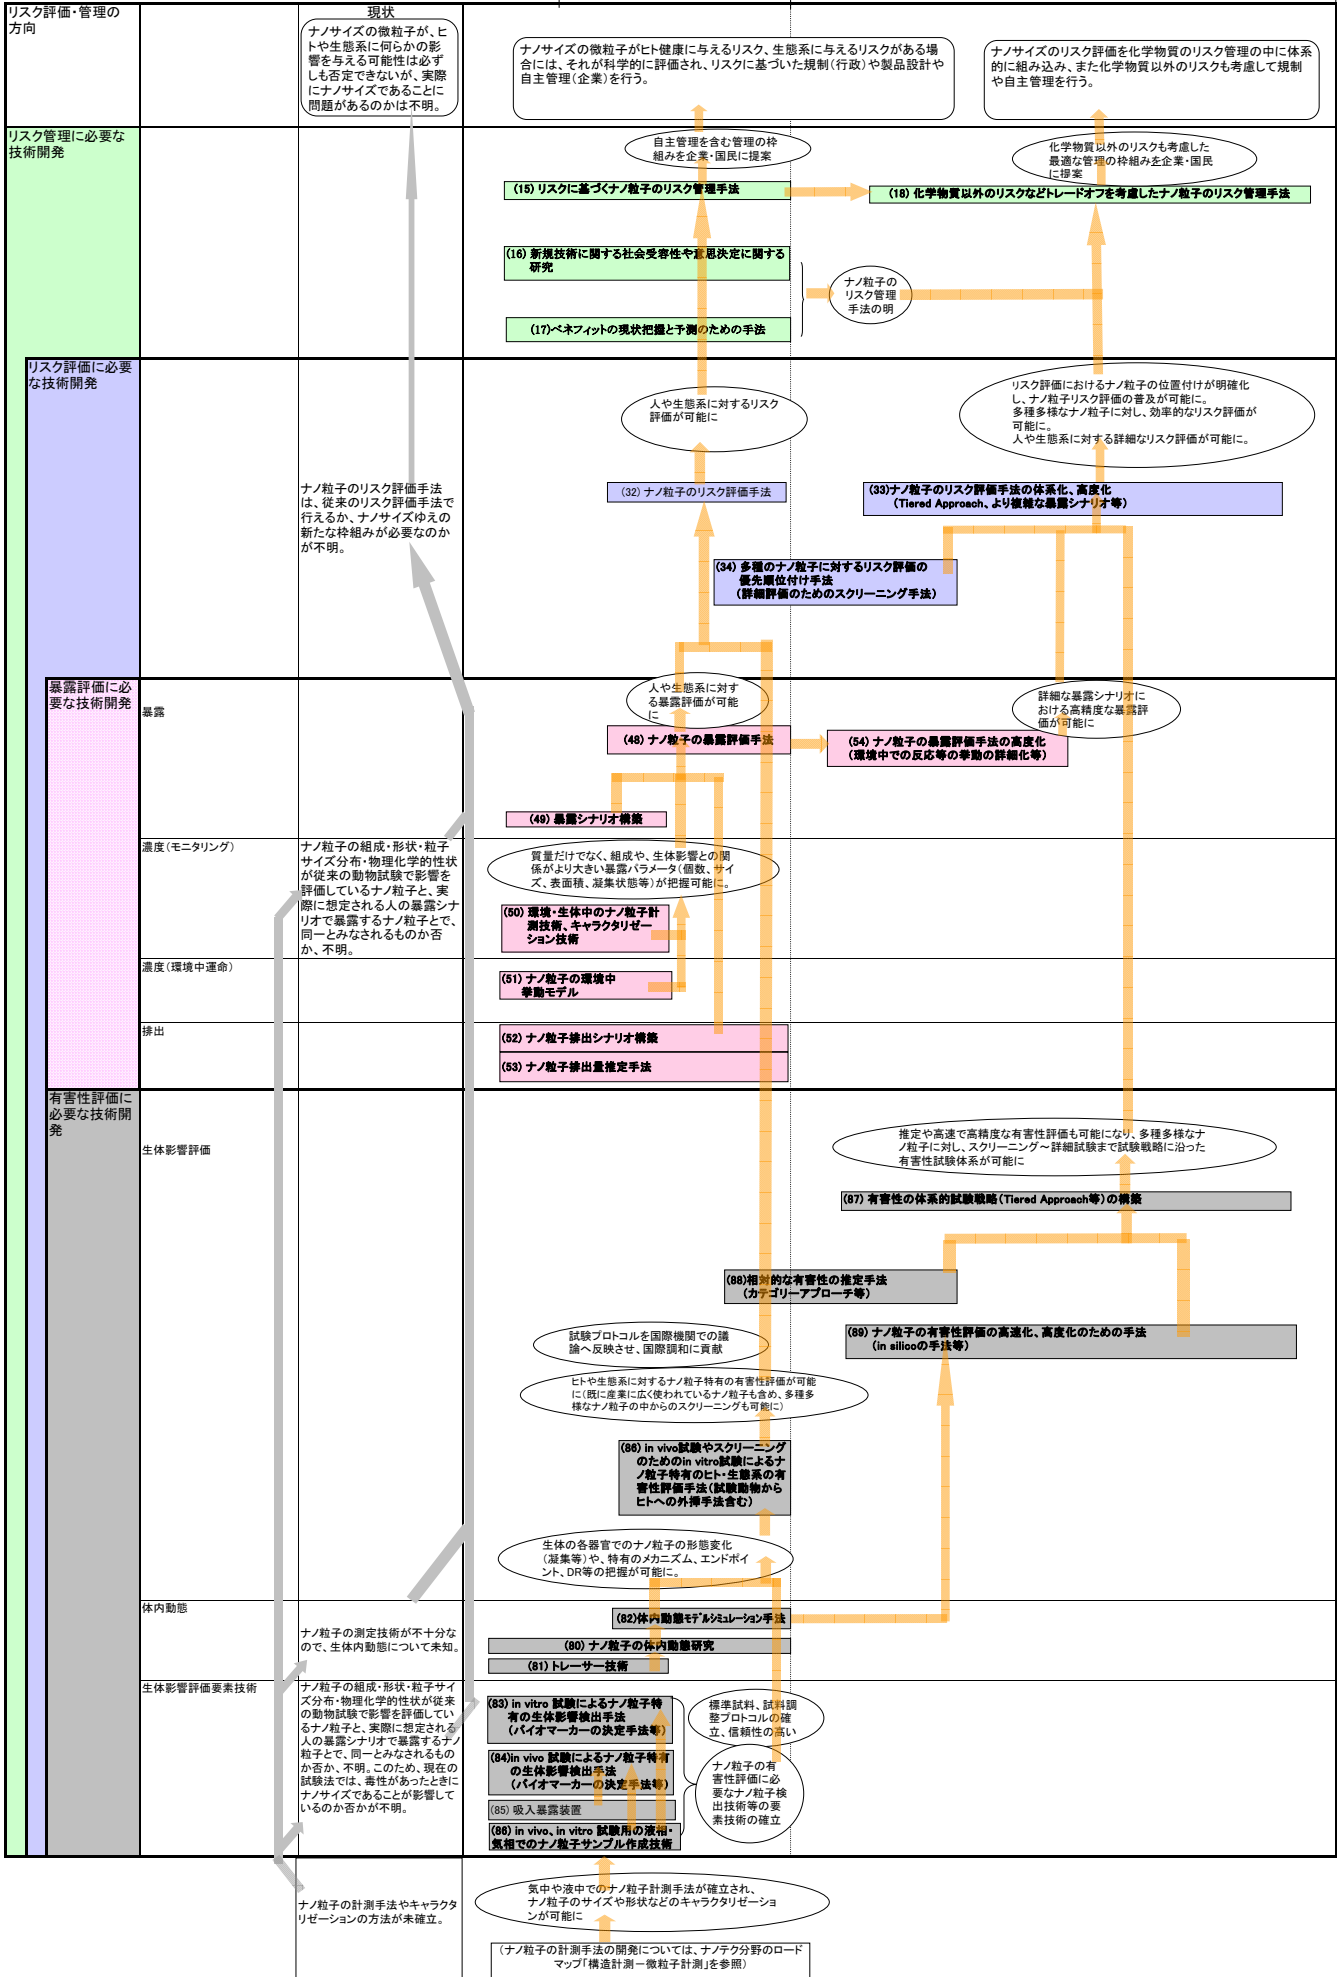 リスク評価・管理の
方向
現状
ナノサイズの微粒子が、ヒ
トや生態系に何らかの影
響を与える可能性は必ず
しも否定できないが、実際
にナノサイズであることに
問題があるのかは不明。
ナノサイズの微粒子がヒト健康に与えるリスク、生態系に与えるリスクがある場
合には、それが科学的に評価され、リスクに基づいた規制（行政）や製品設計や
自主管理（企業）を行う。
ナノサイズのリスク評価を化学物質のリスク管理の中に体系
的に組み込み、また化学物質以外のリスクも考慮して規制
や自主管理を行う。
リスク管理に必要な
技術開発
自主管理を含む管理の枠
組みを企業・国民に提案
化学物質以外のリスクも考慮した
最適な管理の枠組みを企業・国民
に提案
(15) リスクに基づくナノ粒子のリスク管理手法
(18) 化学物質以外のリスクなどトレードオフを考慮したナノ粒子のリスク管理手法
(16) 新規技術に関する社会受容性や意思決定に関する
研究
ナノ粒子の
リスク管理
手法の明
(17)ベネフィットの現状把握と予測のための手法
リスク評価に必要
な技術開発
人や生態系に対するリスク
評価が可能に
リスク評価におけるナノ粒子の位置付けが明確化
し、ナノ粒子リスク評価の普及が可能に。
多種多様なナノ粒子に対し、効率的なリスク評価が
可能に。
人や生態系に対する詳細なリスク評価が可能に。
ナノ粒子のリスク評価手法
は、従来のリスク評価手法で
行えるか、ナノサイズゆえの
新たな枠組みが必要なのか
が不明。
(32) ナノ粒子のリスク評価手法
(33)ナノ粒子のリスク評価手法の体系化、高度化
(Tiered Approach、より複雑な暴露シナリオ等)
(34) 多種のナノ粒子に対するリスク評価の
優先順位付け手法
（詳細評価のためのスクリーニング手法）
暴露評価に必
要な技術開発
暴露
人や生態系に対す
る暴露評価が可能
に
詳細な暴露シナリオに
おける高精度な暴露評
価が可能に
(48) ナノ粒子の暴露評価手法
(54) ナノ粒子の暴露評価手法の高度化
（環境中での反応等の挙動の詳細化等）
(49) 暴露シナリオ構築
濃度（モニタリング）
ナノ粒子の組成・形状・粒子
サイズ分布・物理化学的性状
が従来の動物試験で影響を
評価しているナノ粒子と、実
際に想定される人の暴露シナ
リオで暴露するナノ粒子とで、
同一とみなされるものか否
か、不明。
質量だけでなく、組成や、生体影響との関
係がより大きい暴露パラメータ（個数、サイ
ズ、表面積、凝集状態等）が把握可能に。
(50) 環境・生体中のナノ粒子計
測技術、キャラクタリゼー
ション技術
濃度（環境中運命）
(51) ナノ粒子の環境中
挙動モデル
排出
(52) ナノ粒子排出シナリオ構築
(53) ナノ粒子排出量推定手法
有害性評価に
必要な技術開
発
生体影響評価
推定や高速で高精度な有害性評価も可能になり、多種多様なナ
ノ粒子に対し、スクリーニング～詳細試験まで試験戦略に沿った
有害性試験体系が可能に
(87) 有害性の体系的試験戦略（Tiered Approach等）の構築
(88)相対的な有害性の推定手法
（カテゴリーアプローチ等）
(89) ナノ粒子の有害性評価の高速化、高度化のための手法
(in silicoの手法等)
試験プロトコルを国際機関での議
論へ反映させ、国際調和に貢献
ヒトや生態系に対するナノ粒子特有の有害性評価が可能
に（既に産業に広く使われているナノ粒子も含め、多種多
様なナノ粒子の中からのスクリーニングも可能に）
(86) in vivo試験やスクリーニング
のためのin vitro試験によるナ
ノ粒子特有のヒト・生態系の有
害性評価手法（試験動物から
ヒトへの外挿手法含む）
生体の各器官でのナノ粒子の形態変化
（凝集等）や、特有のメカニズム、エンドポイ
ント、DR等の把握が可能に。
体内動態
ナノ粒子の測定技術が不十分な
ので、生体内動態について未知。
(82)体内動態モデルシミュレーション手法
(80) ナノ粒子の体内動態研究
(81) トレーサー技術
生体影響評価要素技術
ナノ粒子の組成・形状・粒子サイ
ズ分布・物理化学的性状が従来
の動物試験で影響を評価してい
るナノ粒子と、実際に想定される
人の暴露シナリオで暴露するナノ
粒子とで、同一とみなされるもの
か否か、不明。このため、現在の
試験法では、毒性があったときに
ナノサイズであることが影響して
いるのか否かが不明。
(83) in vitro 試験によるナノ粒子特
有の生体影響検出手法
（バイオマーカーの決定手法等）
標準試料、試料調
整プロトコルの確
立、信頼性の高い
(84)in vivo 試験によるナノ粒子特有
の生体影響検出手法
（バイオマーカーの決定手法等）
ナノ粒子の有
害性評価に必
要なナノ粒子検
出技術等の要
素技術の確立
(85) 吸入暴露装置
(86) in vivo、in vitro 試験用の液相・
気相でのナノ粒子サンプル作成技術
ナノ粒子の計測手法やキャラクタ
リゼーションの方法が未確立。
気中や液中でのナノ粒子計測手法が確立され、
ナノ粒子のサイズや形状などのキャラクタリゼーショ
ンが可能に
（ナノ粒子の計測手法の開発については、ナノテク分野のロード
マップ「構造計測－微粒子計測」を参照）